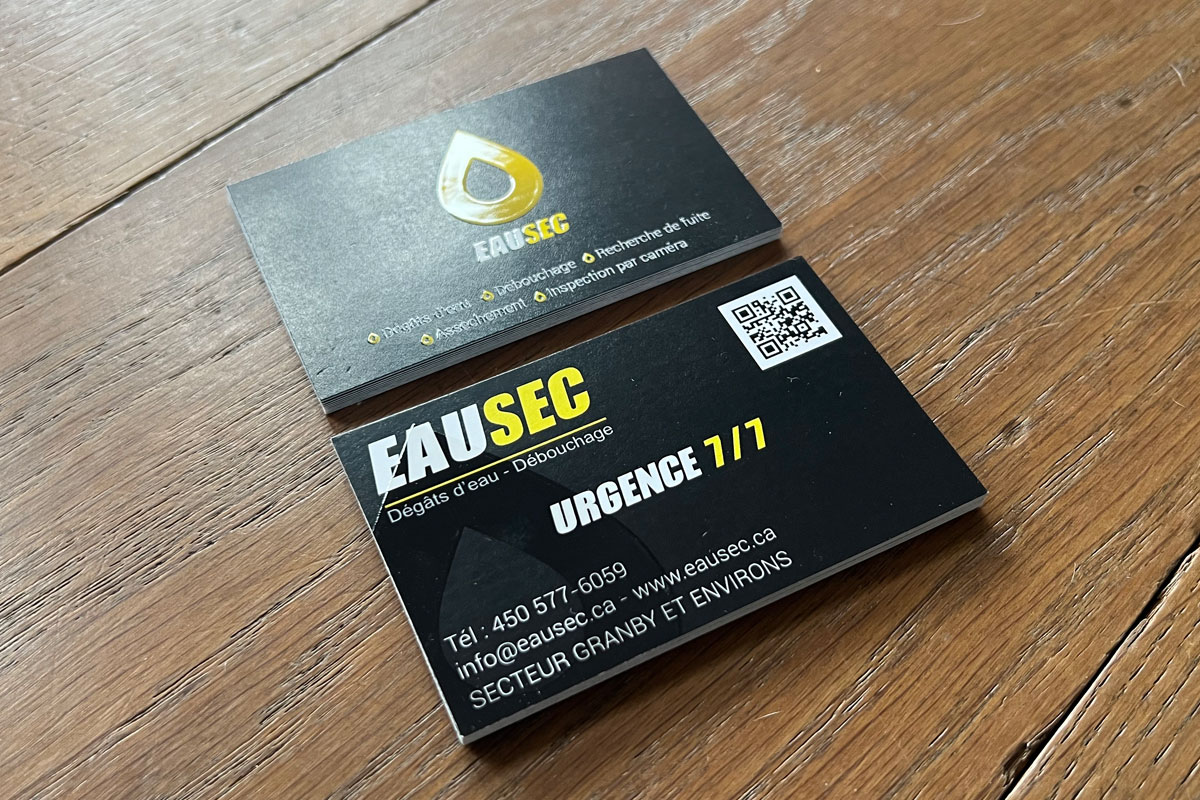 EAUSEC
Dégâts d'eau Débouchage Recherche de fuite
Assèchement Inspection par caméra
EAUSEC
Dégâts d'eau - Débouchage
URGENCE 7/7
Tél : 450 577-6059
info@eausec.ca - www.eausec.ca
SECTEUR GRANBY ET ENVIRONS